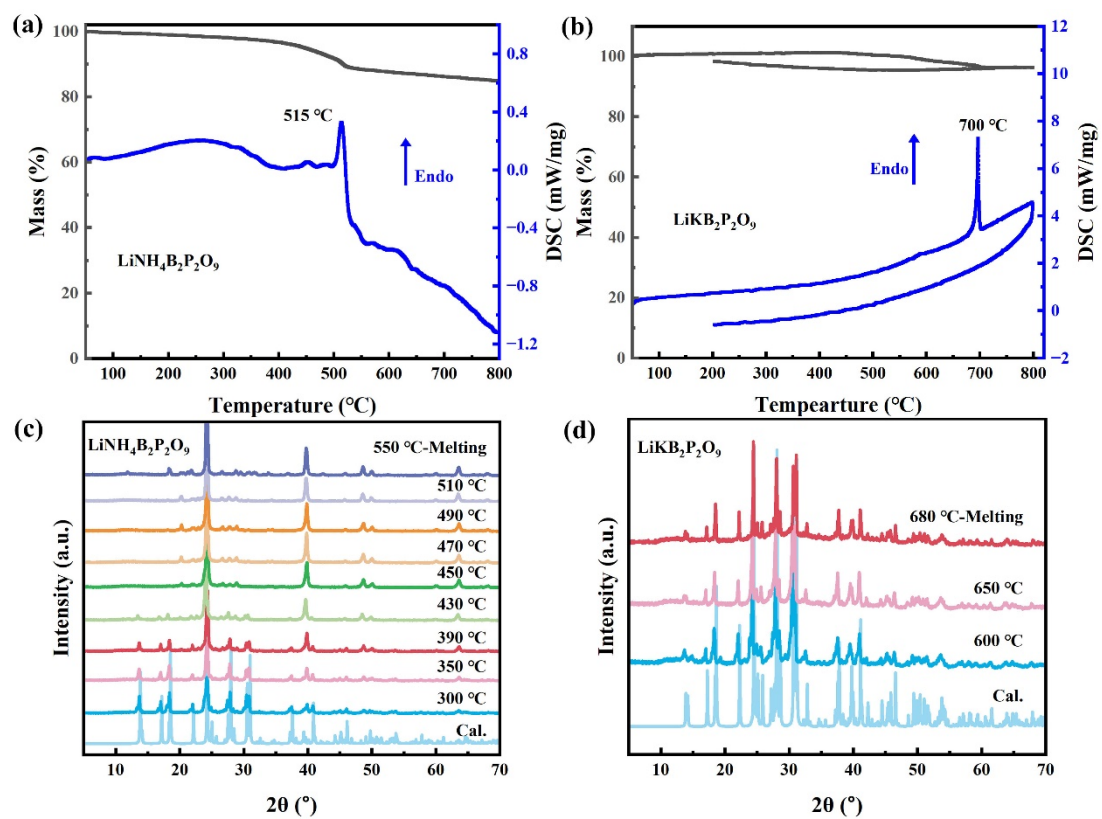 (a)
100
80
60
40
20
0
Mass (%)
515 ℃
Endo
LiNH₄B₂P₂O₉
0.8
0.4
0.0
−0.4
−0.8
−1.2
DSC (mW/mg)
100 200 300 400 500 600 700 800
Temperature (℃)
(b)
100
80
60
40
20
0
Mass (%)
700 ℃
Endo
LiKB₂P₂O₉
12
10
8
6
4
2
0
−2
DSC (mW/mg)
100 200 300 400 500 600 700 800
Tempearture (℃)
(c)
LiNH₄B₂P₂O₉
550 ℃-Melting
510 ℃
490 ℃
470 ℃
450 ℃
430 ℃
390 ℃
350 ℃
300 ℃
Cal.
Intensity (a.u.)
10 20 30 40 50 60 70
2θ (°)
(d)
LiKB₂P₂O₉
680 ℃-Melting
650 ℃
600 ℃
Cal.
Intensity (a.u.)
10 20 30 40 50 60 70
2θ (°)